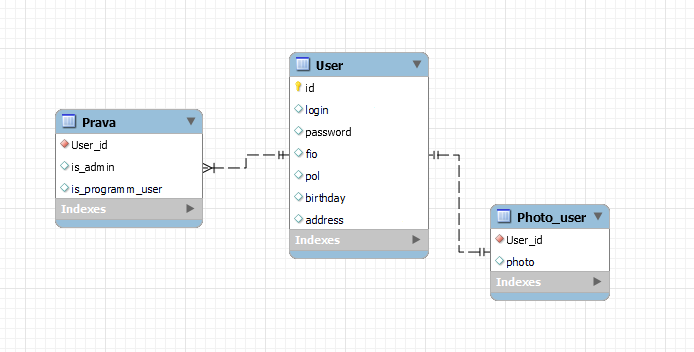 Prava
User_id
is_admin
is_programm_user
Indexes
User
id
login
password
fio
pol
birthday
address
Indexes
Photo_user
User_id
photo
Indexes